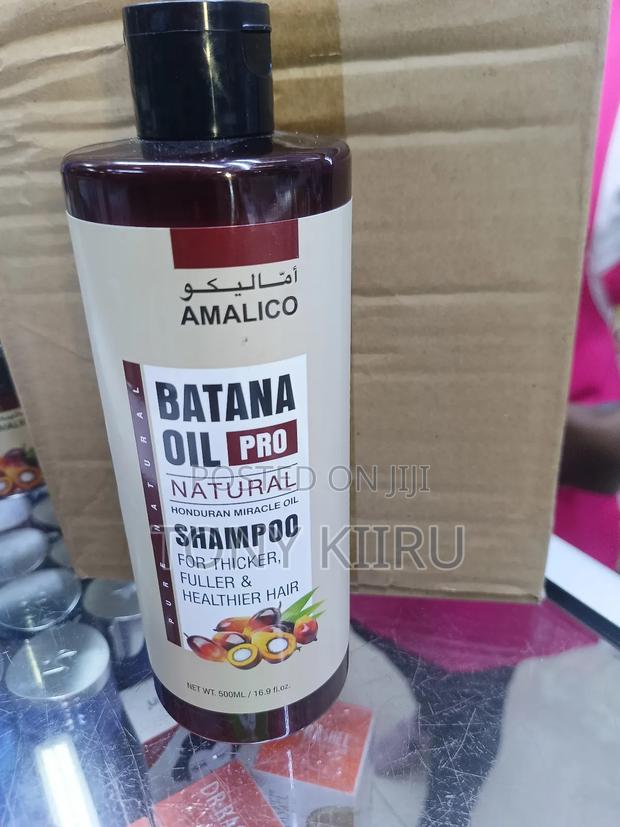 أماليكو
AMALICO
PURE NATURAL
BATANA
OIL PRO
NATURAL
HONDURAN MIRACLE OIL
SHAMPOO
FOR THICKER,
FULLER &
HEALTHIER HAIR
NET WT. 500ML / 16.9 fl.oz.
POSTED ON JIJI
TONY KIIRU